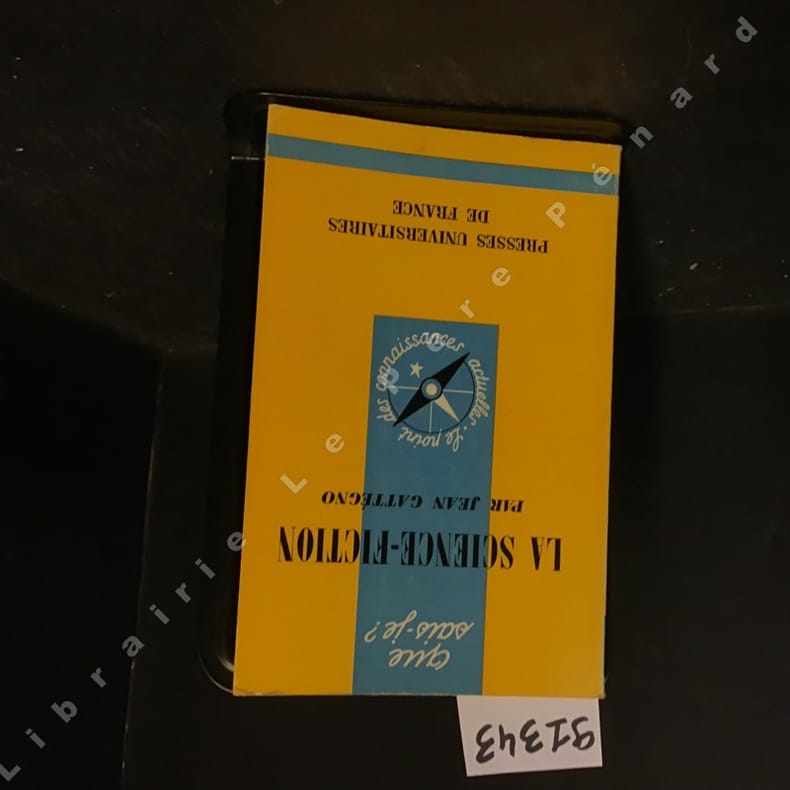 que
sais-je?
LA SCIENCE-FICTION
PAR JEAN GATTÉGNO
Le point des connaissances actuelles.
PRESSES UNIVERSITAIRES
DE FRANCE
91343
Librairie Le Père Pénard